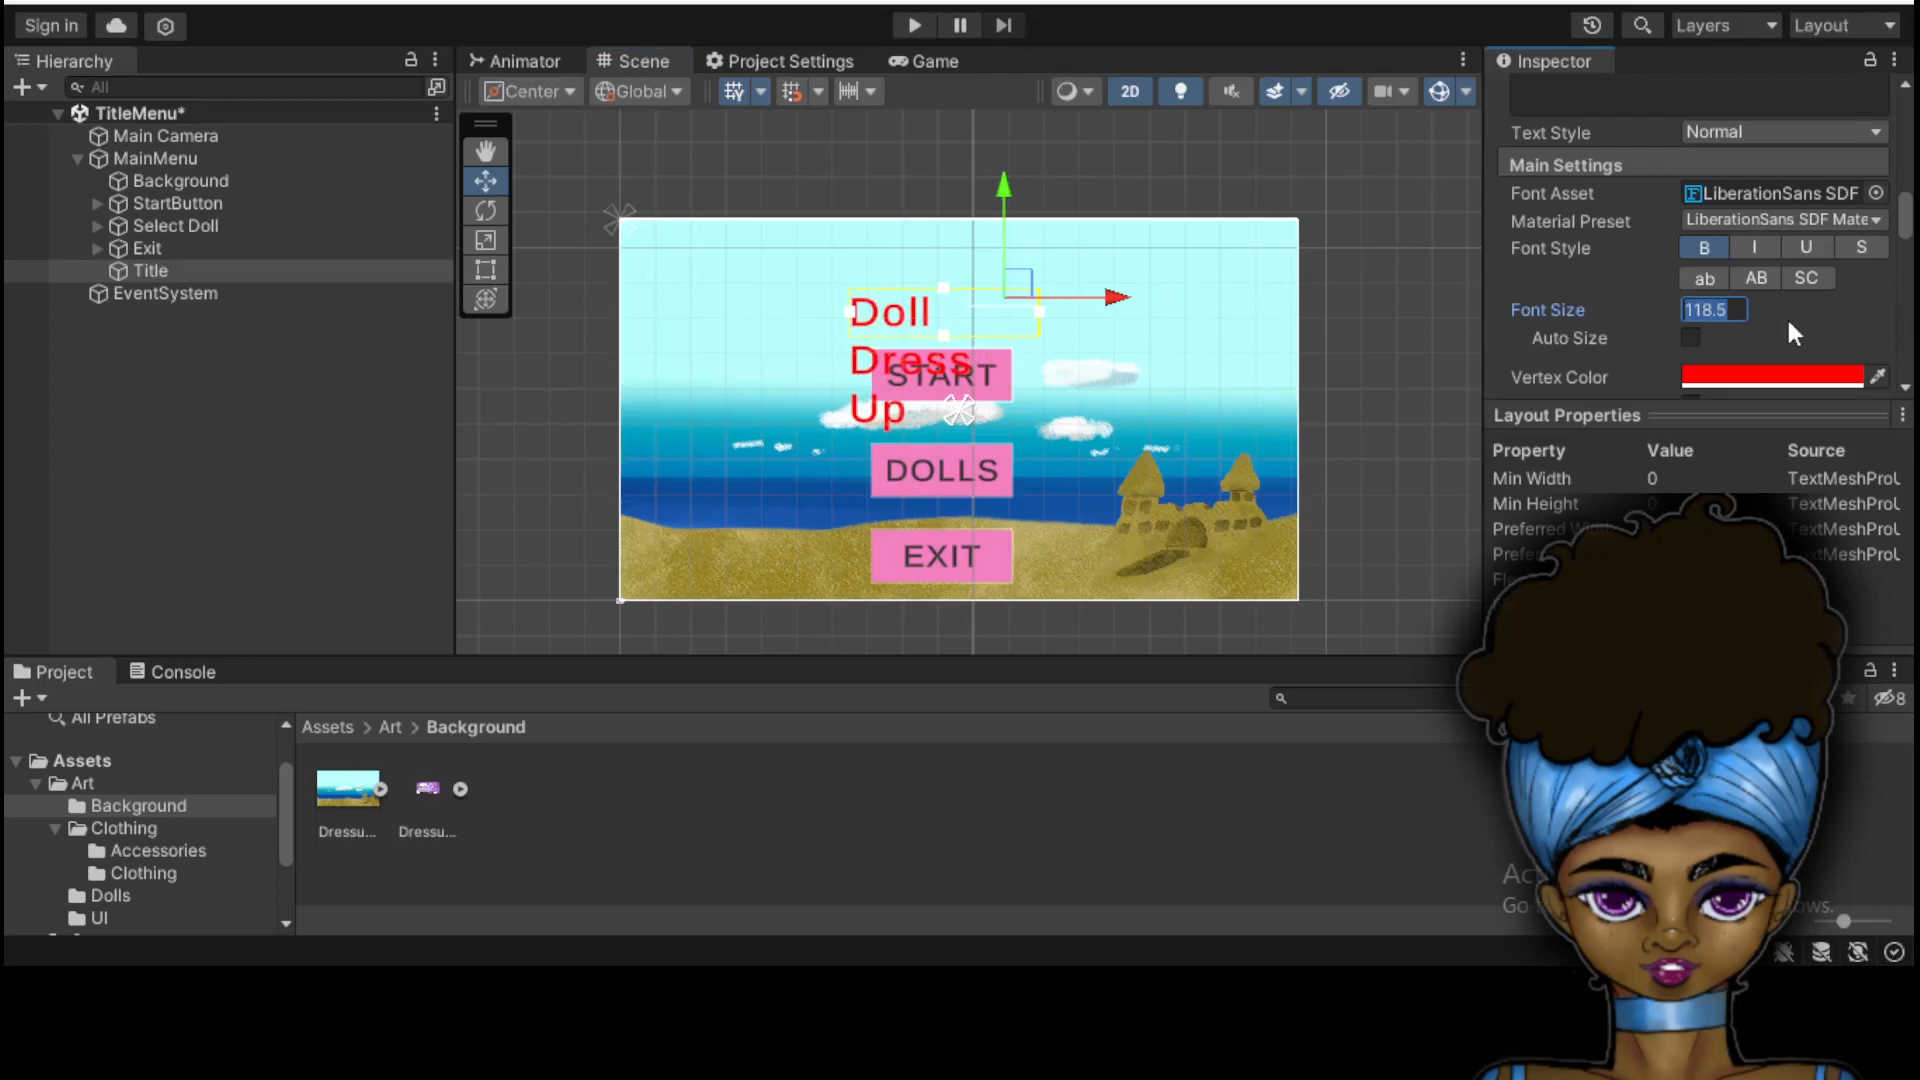 Sign in
Layers
Layout
Hierarchy
Animator
Scene
Project Settings
Game
Inspector
All
Center
Global
2D
TitleMenu*
Main Camera
MainMenu
Background
StartButton
Select Doll
Exit
Title
EventSystem
Doll
Dress
Up
START
DOLLS
EXIT
Text Style
Normal
Main Settings
Font Asset
LiberationSans SDF
Material Preset
LiberationSans SDF Mate
Font Style
B
I
U
S
ab
AB
SC
Font Size
118.5
Auto Size
Vertex Color
Layout Properties
Property
Value
Source
Min Width
0
TextMeshProU
Min Height
0
TextMeshProU
Preferred Width
TextMeshProU
Prefe
TextMeshProU
Project
Console
8
All Prefabs
Assets
Art
Background
Clothing
Accessories
Clothing
Dolls
UI
Assets > Art > Background
Dressu...
Dressu...
Go
ows.